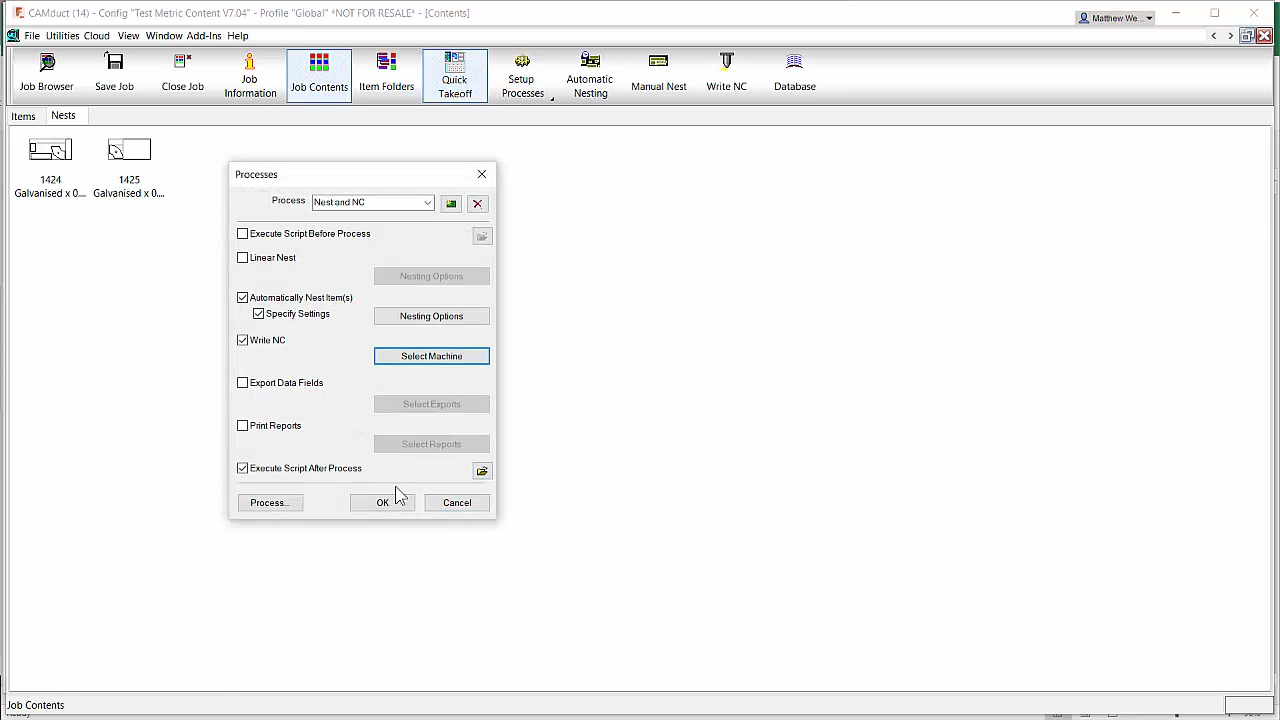 CAMduct (14) - Config "Test Metric Content V7.04" - Profile "Global" *NOT FOR RESALE* - [Contents]
Matthew We...
File Utilities Cloud View Window Add-Ins Help
Job Browser
Save Job
Close Job
Job Information
Job Contents
Item Folders
Quick Takeoff
Setup Processes
Automatic Nesting
Manual Nest
Write NC
Database
Items Nests
1424
Galvanised x 0...
1425
Galvanised x 0....
Processes
Process Nest and NC
Execute Script Before Process
Linear Nest
Nesting Options
Automatically Nest Item(s)
Specify Settings
Nesting Options
Write NC
Select Machine
Export Data Fields
Select Exports
Print Reports
Select Reports
Execute Script After Process
Process... OK Cancel
Job Contents